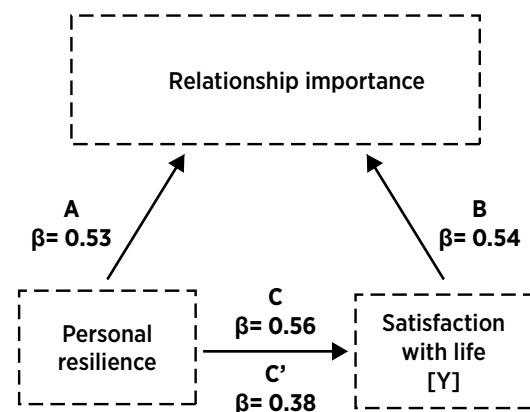 Relationship importance
A
β= 0.53
B
β= 0.54
C
β= 0.56
Personal
resilience
Satisfaction
with life
[Y]
C’
β= 0.38